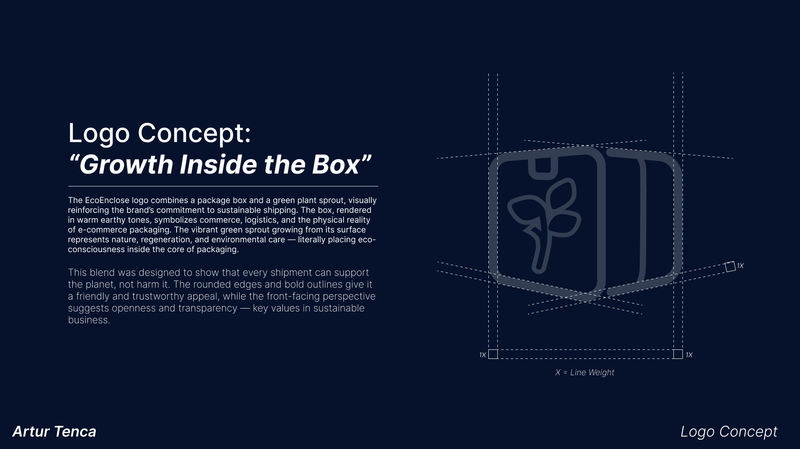 Logo Concept:
“Growth Inside the Box”
The EcoEnclose logo combines a package box and a green plant sprout, visually
reinforcing the brand's commitment to sustainable shipping. The box, rendered
in warm earthy tones, symbolizes commerce, logistics, and the physical reality
of e-commerce packaging. The vibrant green sprout growing from its surface
represents nature, regeneration, and environmental care — literally placing eco-
consciousness inside the core of packaging.
This blend was designed to show that every shipment can support
the planet, not harm it. The rounded edges and bold outlines give it
a friendly and trustworthy appeal, while the front-facing perspective
suggests openness and transparency — key values in sustainable
business.
1X
1X
1X
X = Line Weight
Artur Tenca
Logo Concept